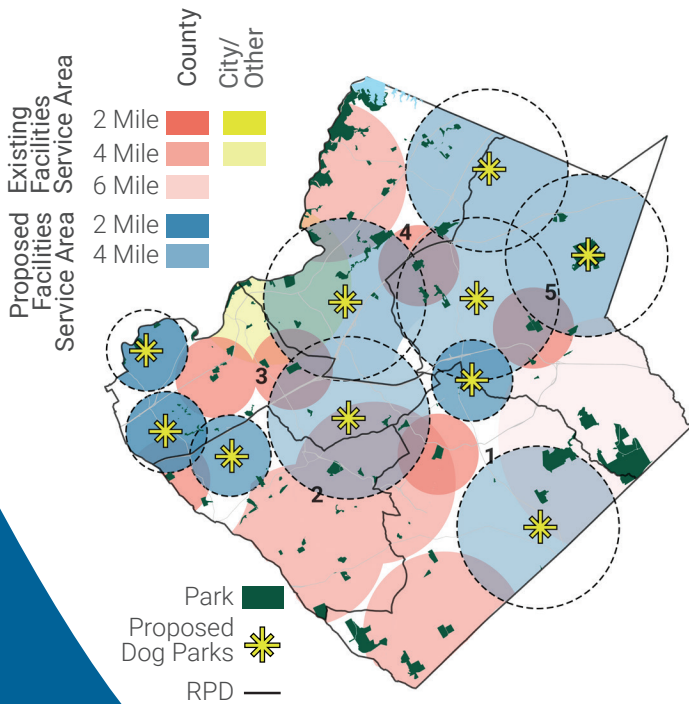 County
City/
Other
Existing
Facilities
Service Area
2 Mile
4 Mile
6 Mile
Proposed
Facilities
Service Area
2 Mile
4 Mile
4
5
3
1
2
Park
Proposed
Dog Parks
RPD